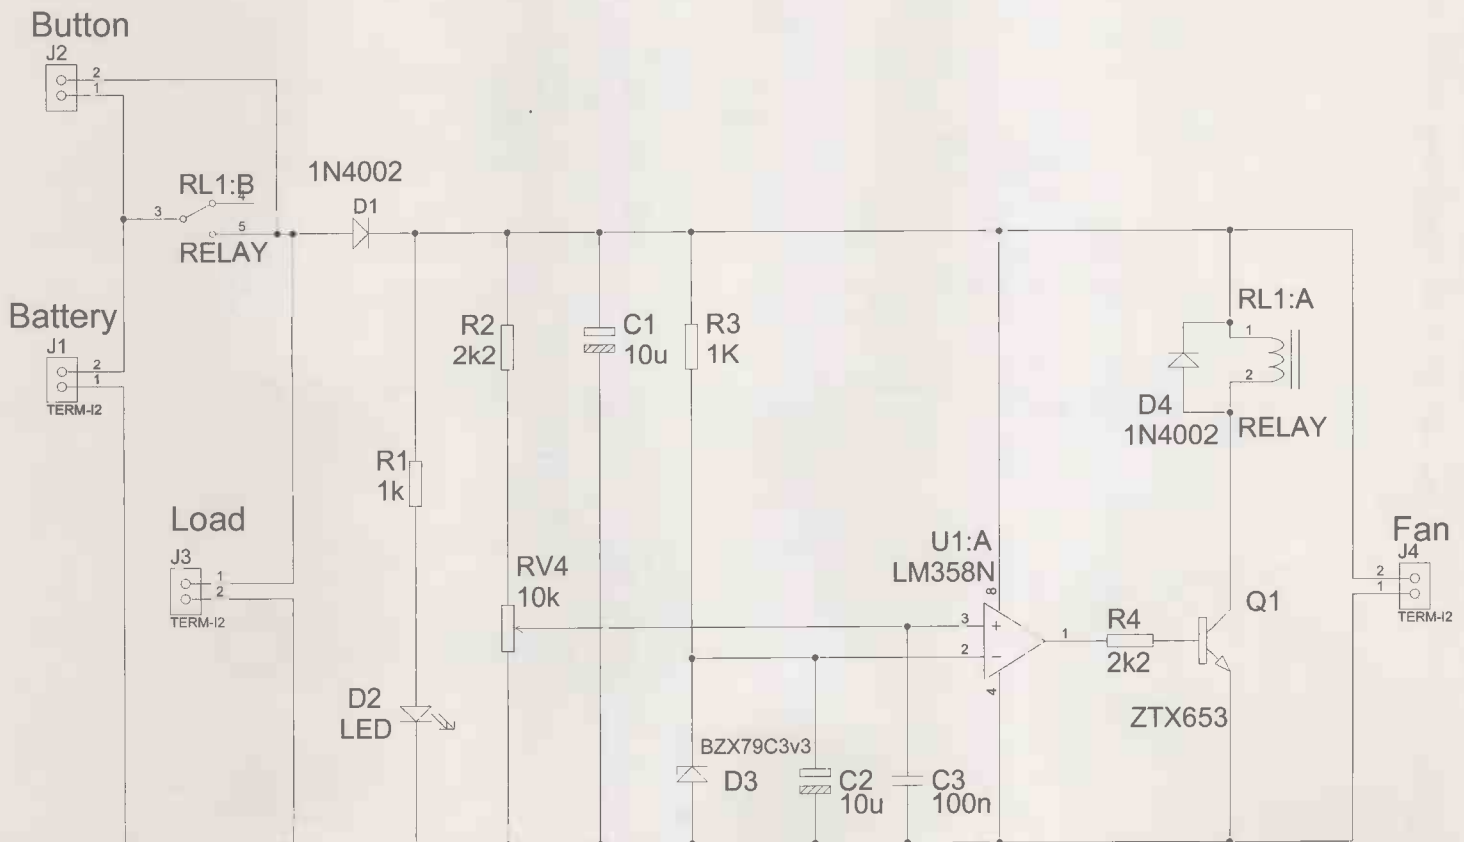 Button
J2
2
1
1N4002
RL1:B
4
D1
3
5
RELAY
Battery
J1
2
1
TERM-I2
RL1:A
1
2
RELAY
R2
2k2
C1
10u
R3
1K
D4
1N4002
R1
1k
Load
J3
1
2
TERM-I2
RV4
10k
U1:A
LM358N
8
3
+
1
2
−
4
R4
2k2
Q1
ZTX653
Fan
J4
2
1
TERM-I2
D2
LED
BZX79C3v3
D3
C2
10u
C3
100n